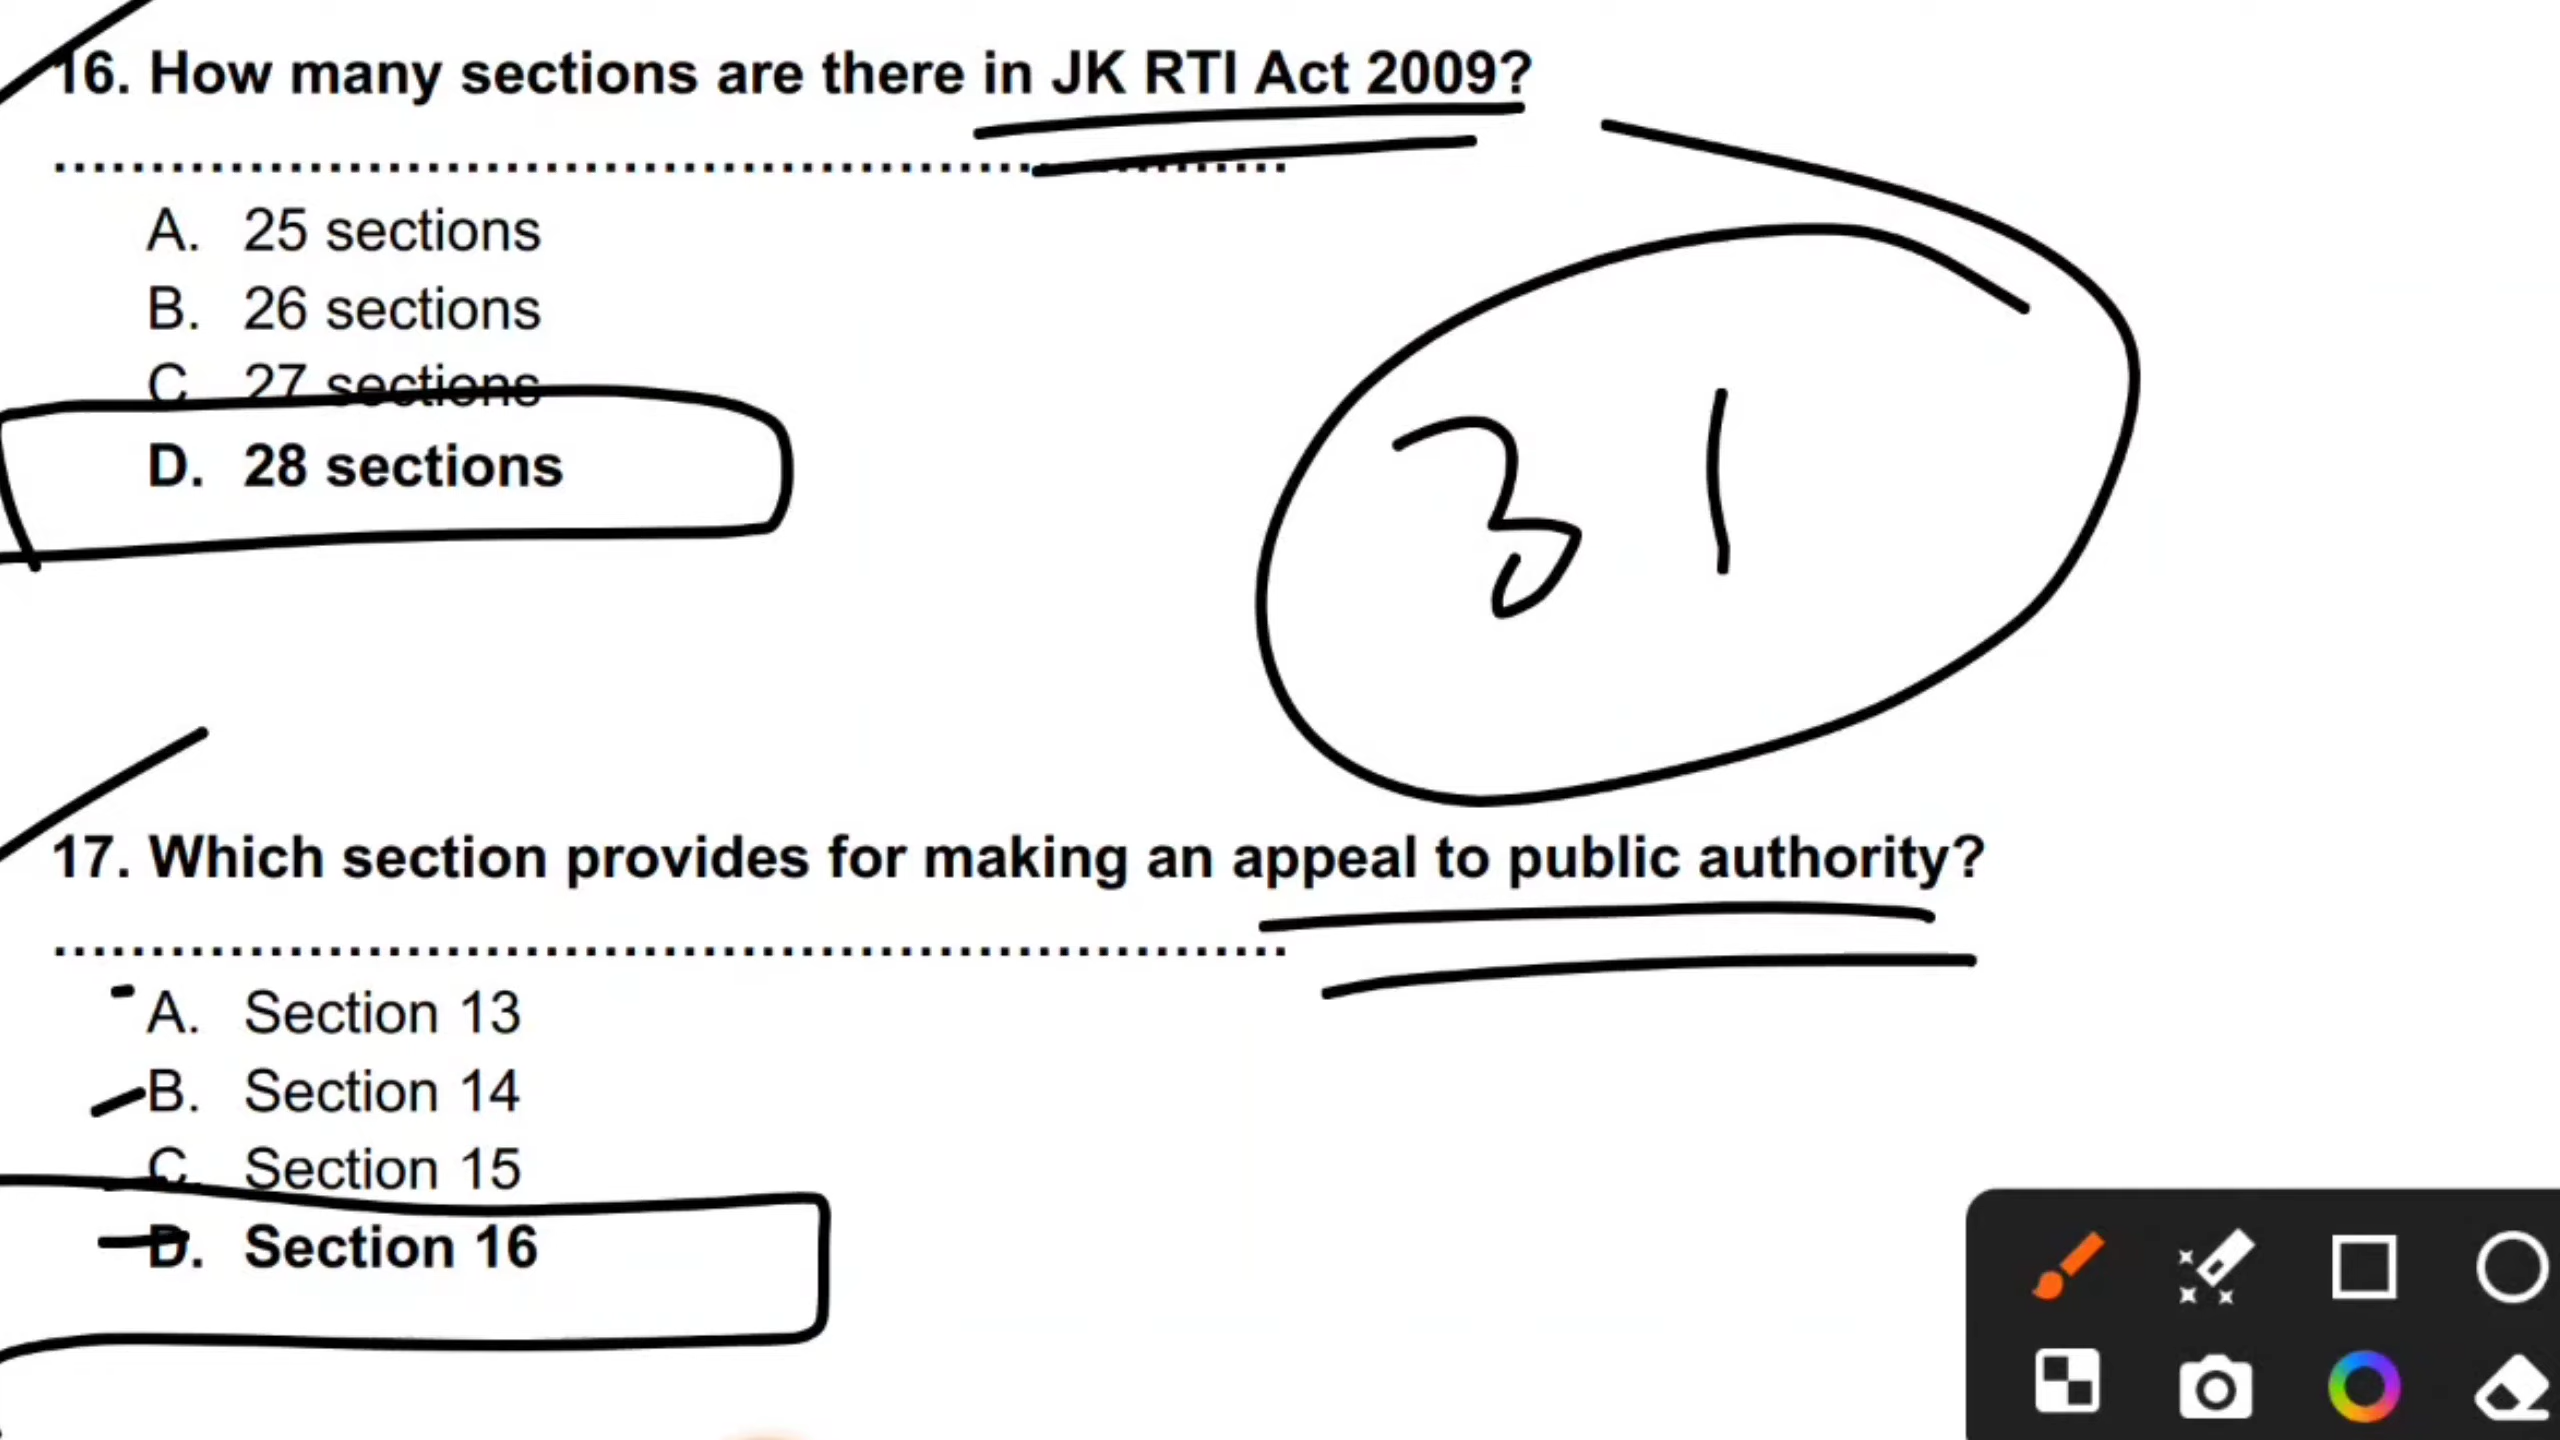 16. How many sections are there in JK RTI Act 2009?
................................................................
A. 25 sections
B. 26 sections
C. 27 sections
D. 28 sections
31
17. Which section provides for making an appeal to public authority?
................................................................
A. Section 13
B. Section 14
C. Section 15
D. Section 16